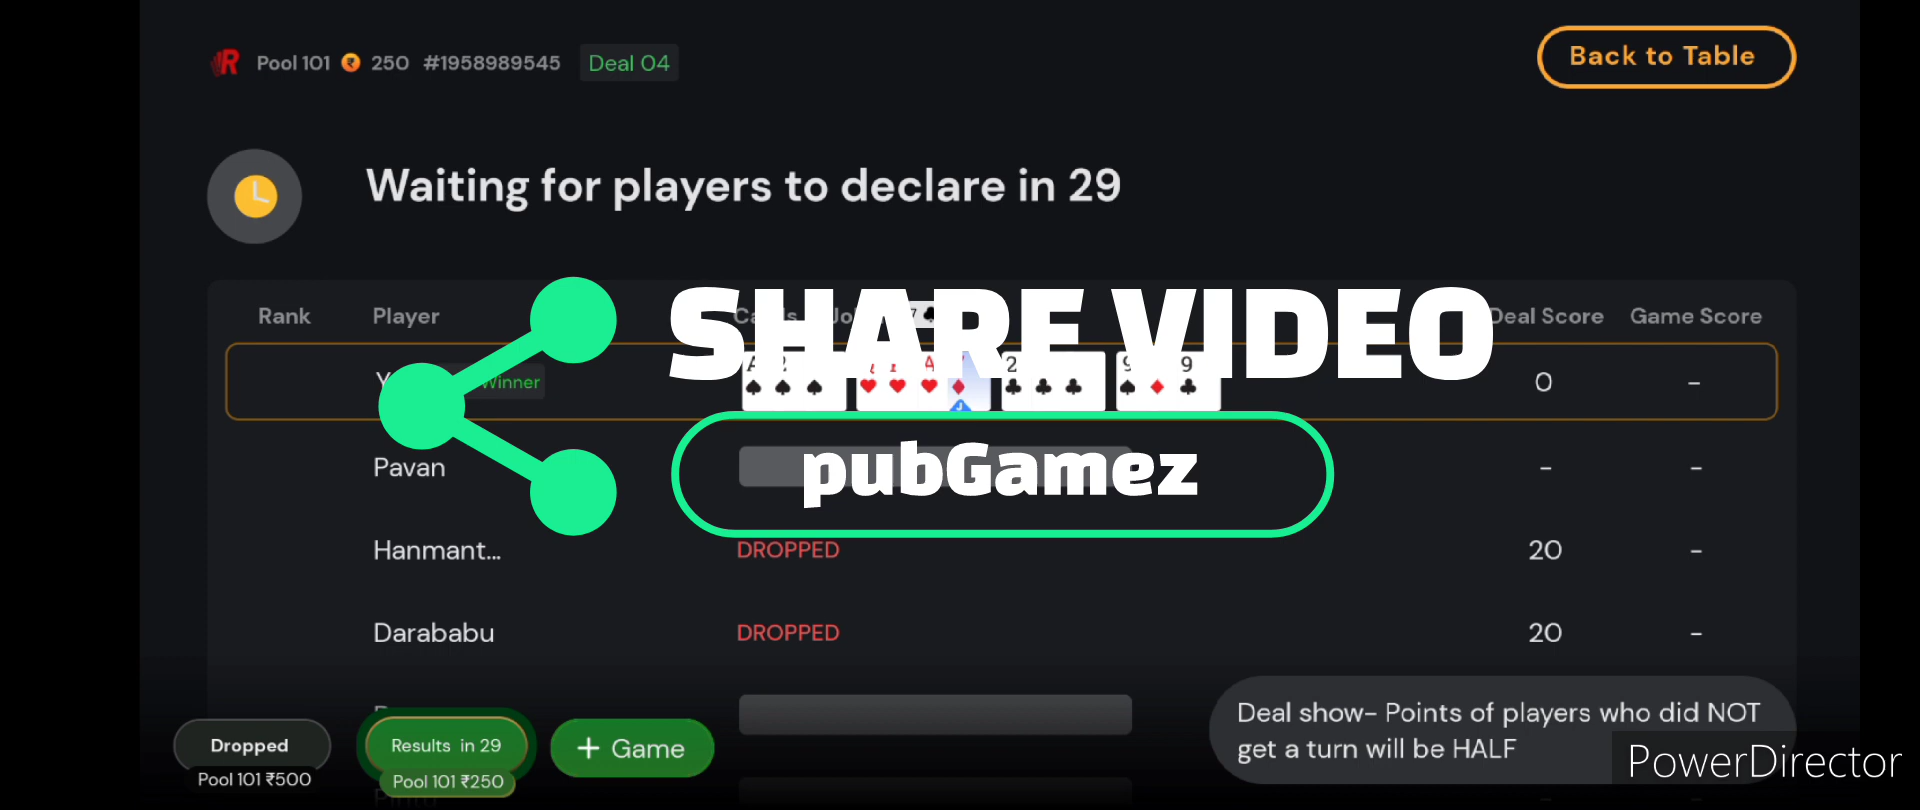 Pool 101 250 #1958989545 Deal 04
Back to Table
Waiting for players to declare in 29
SHARE VIDEO
Rank Player Deal Score Game Score
Winner 0 -
pubGamez
Pavan - -
Hanmant... DROPPED 20 -
Darababu DROPPED 20 -
Deal show- Points of players who did NOT
get a turn will be HALF
Dropped
Pool 101 ₹500
Results in 29
Pool 101 ₹250
+ Game
PowerDirector